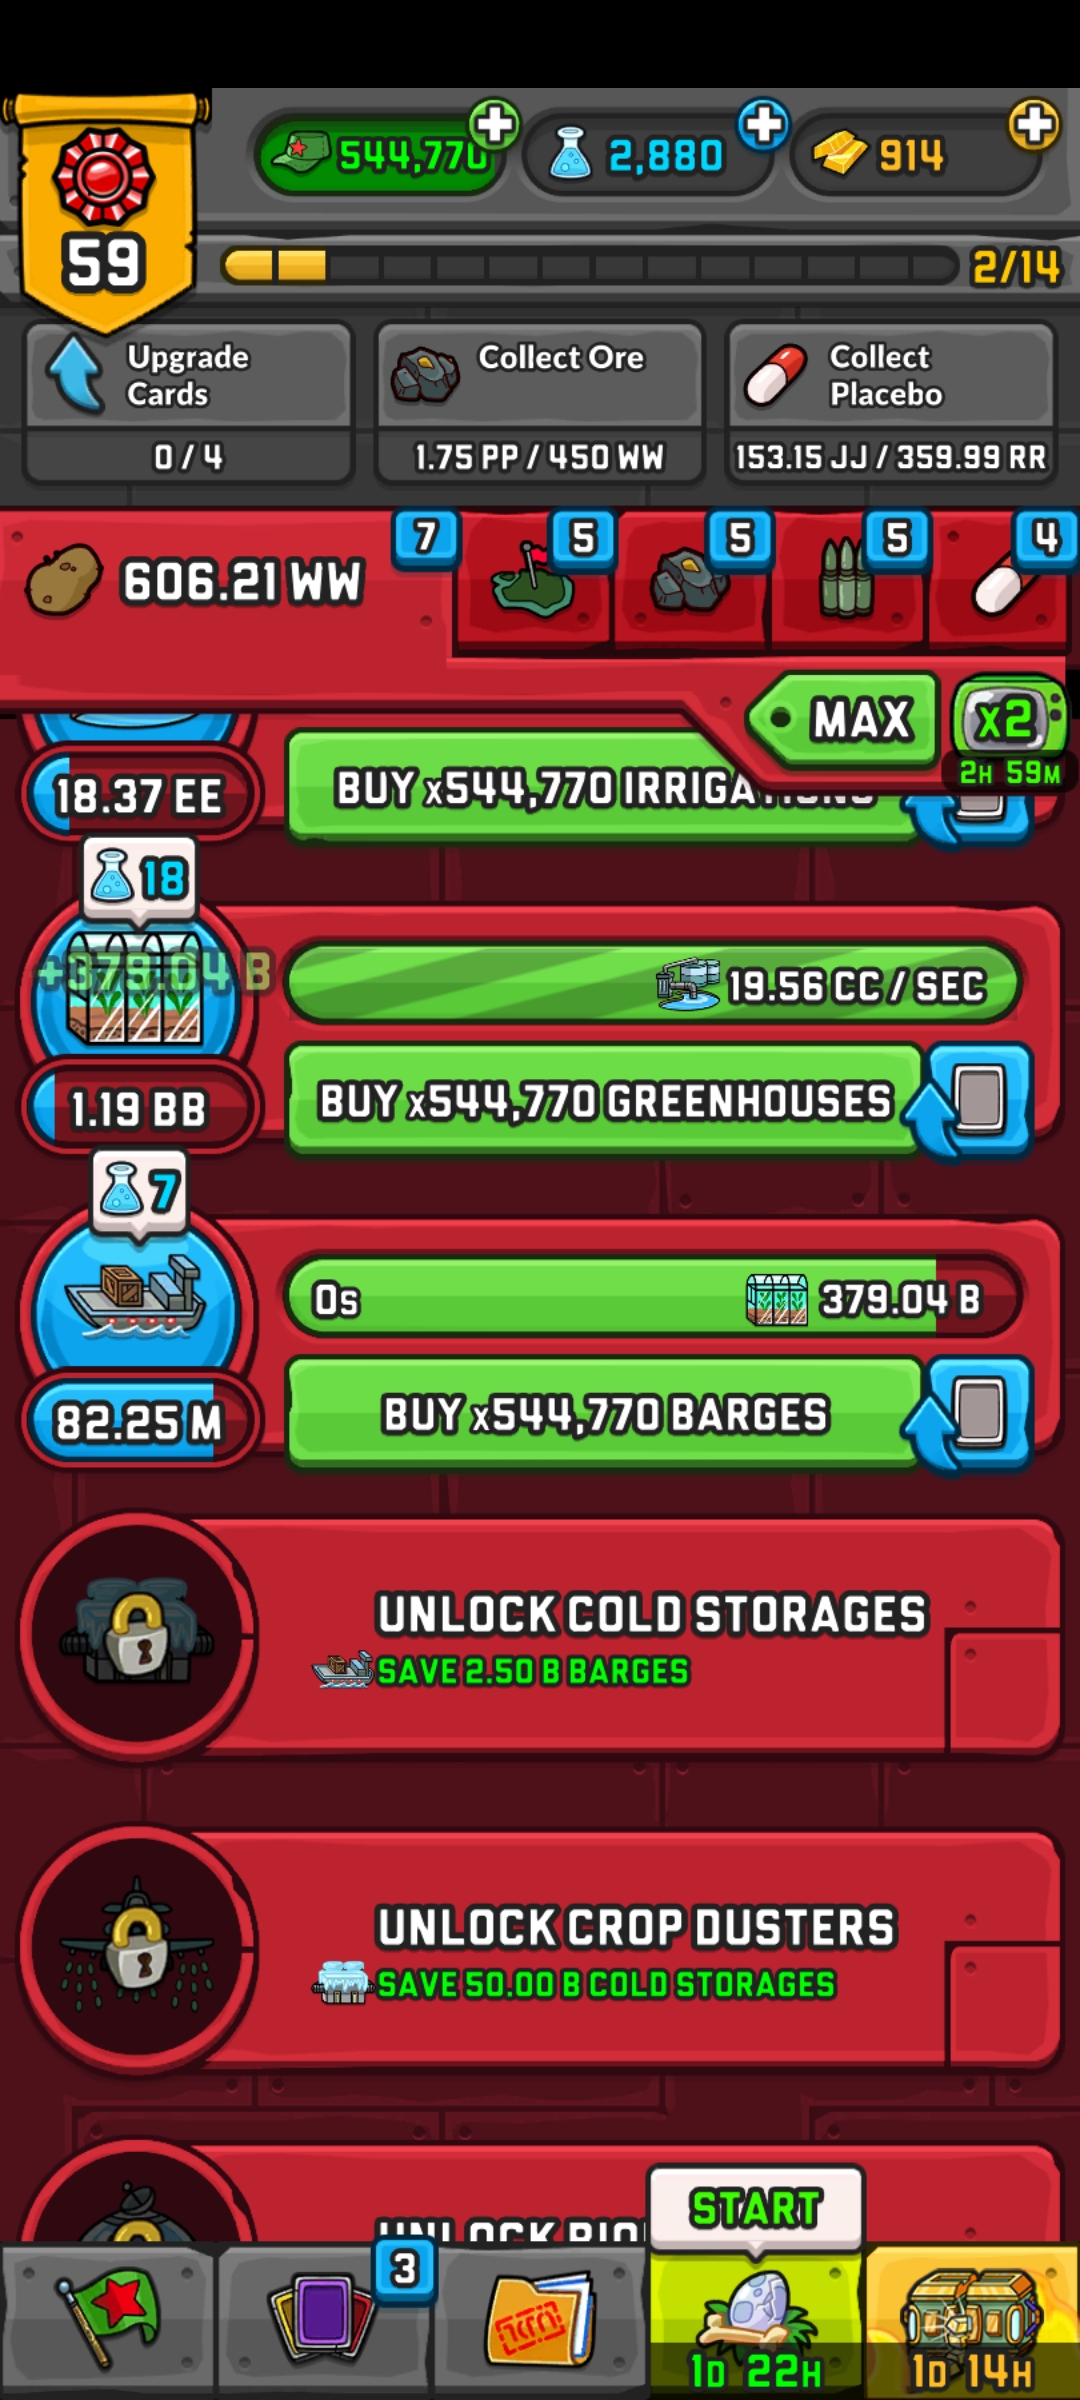 544,770
2,880
914
59
2/14
Upgrade
Cards
0 / 4
Collect Ore
1.75 PP / 450 WW
Collect
Placebo
153.15 JJ / 359.99 RR
606.21 WW
7
5
5
5
4
MAX
x2
2H 59M
18.37 EE
BUY x544,770 IRRIGATIONS
18
+379.04 B
19.56 CC / SEC
1.19 BB
BUY x544,770 GREENHOUSES
7
0s
379.04 B
82.25 M
BUY x544,770 BARGES
UNLOCK COLD STORAGES
SAVE 2.50 B BARGES
UNLOCK CROP DUSTERS
SAVE 50.00 B COLD STORAGES
UNLOCK
START
3
1D 22H
1D 14H